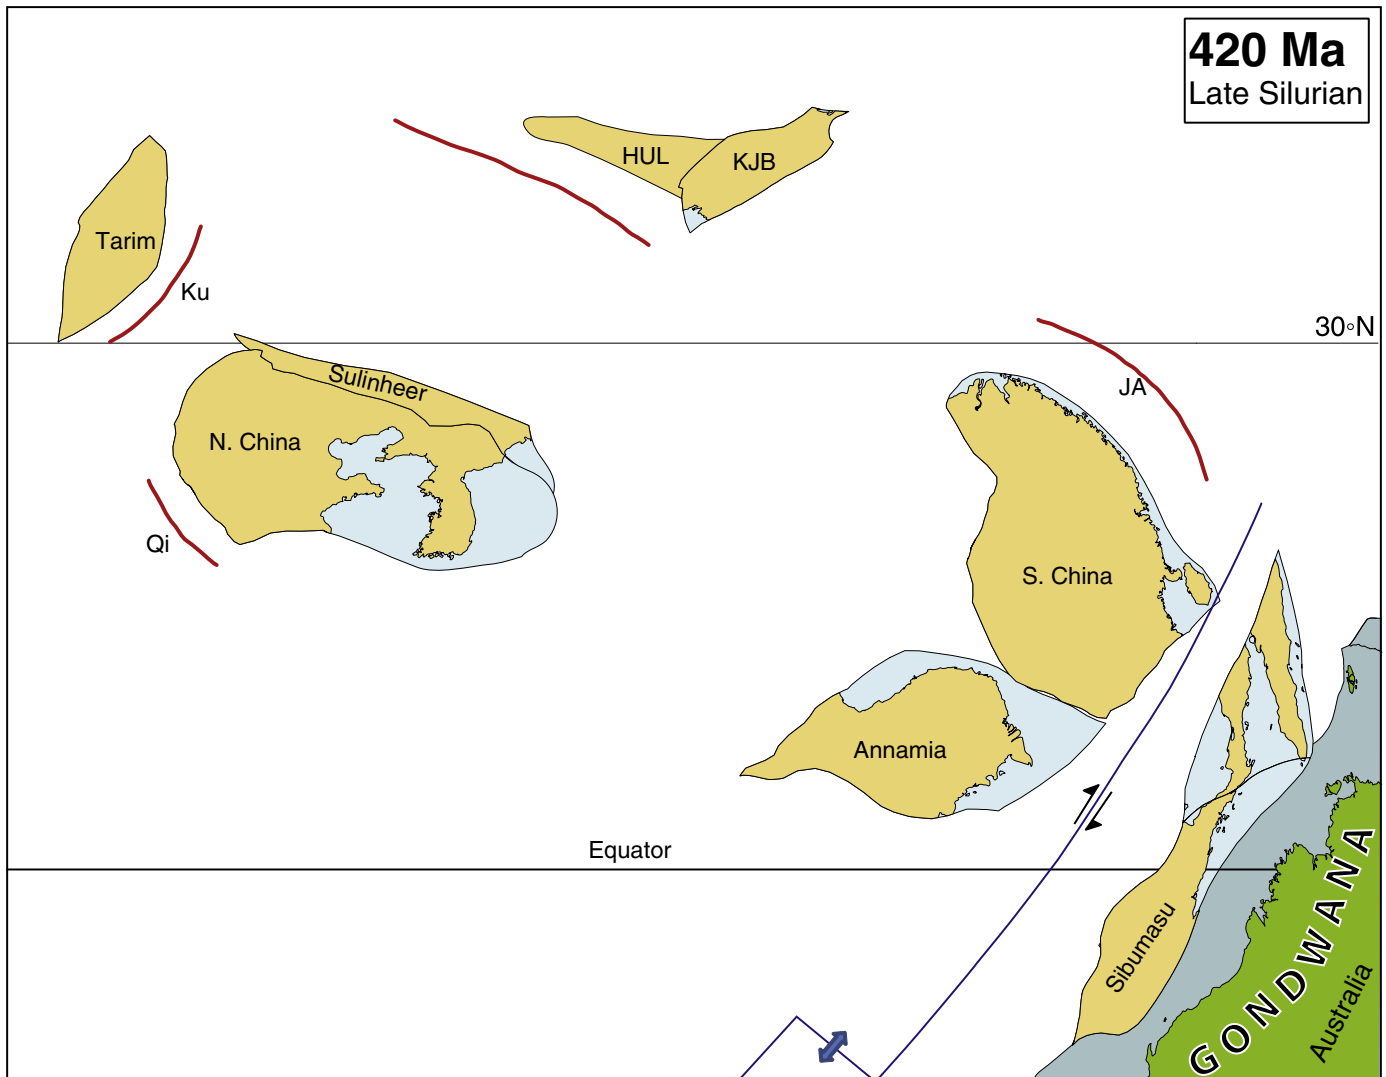 420 Ma
Late Silurian
HUL
KJB
Tarim
Ku
30°N
Sulinheer
JA
N. China
Qi
S. China
Annamia
Equator
Sibumasu
GONDWANA
Australia